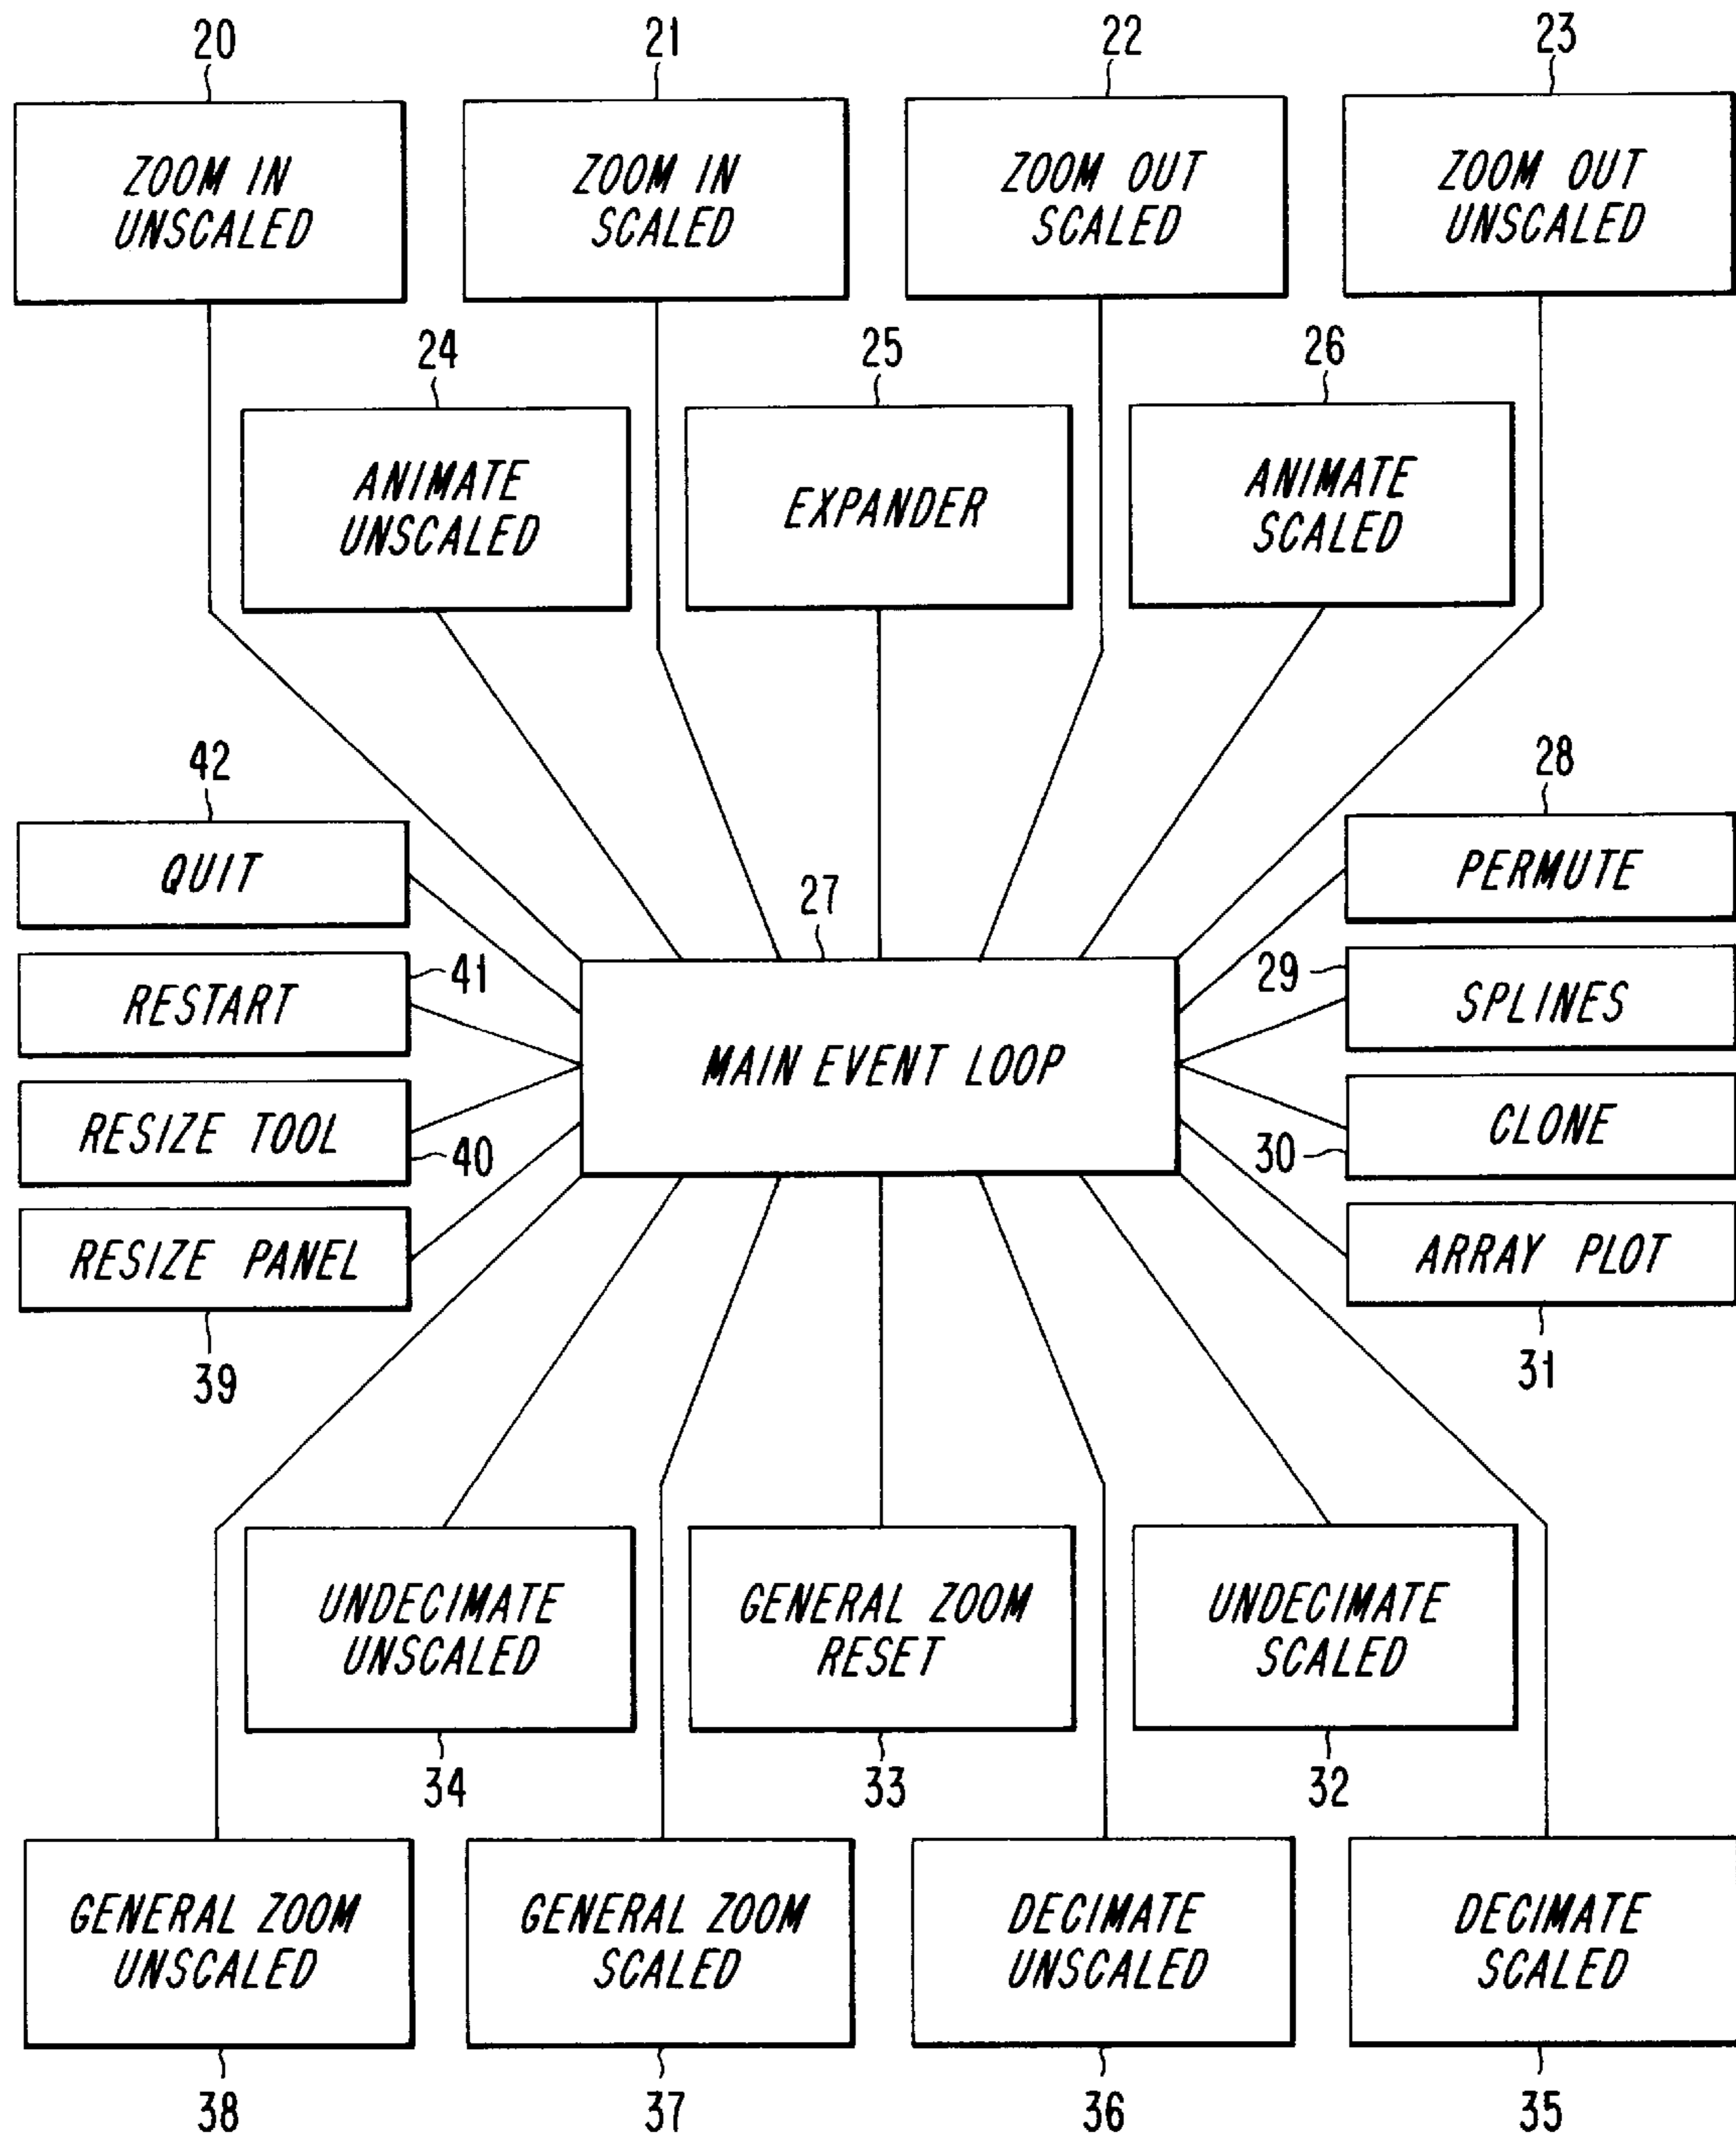 20
21
22
23
ZOOM IN
UNSCALED
ZOOM IN
SCALED
ZOOM OUT
SCALED
ZOOM OUT
UNSCALED
24
25
26
ANIMATE
UNSCALED
EXPANDER
ANIMATE
SCALED
42
28
QUIT
27
PERMUTE
RESTART
41
29
SPLINES
MAIN EVENT LOOP
RESIZE TOOL
40
30
CLONE
RESIZE PANEL
ARRAY PLOT
39
31
UNDECIMATE
UNSCALED
GENERAL ZOOM
RESET
UNDECIMATE
SCALED
34
33
32
GENERAL ZOOM
UNSCALED
GENERAL ZOOM
SCALED
DECIMATE
UNSCALED
DECIMATE
SCALED
38
37
36
35